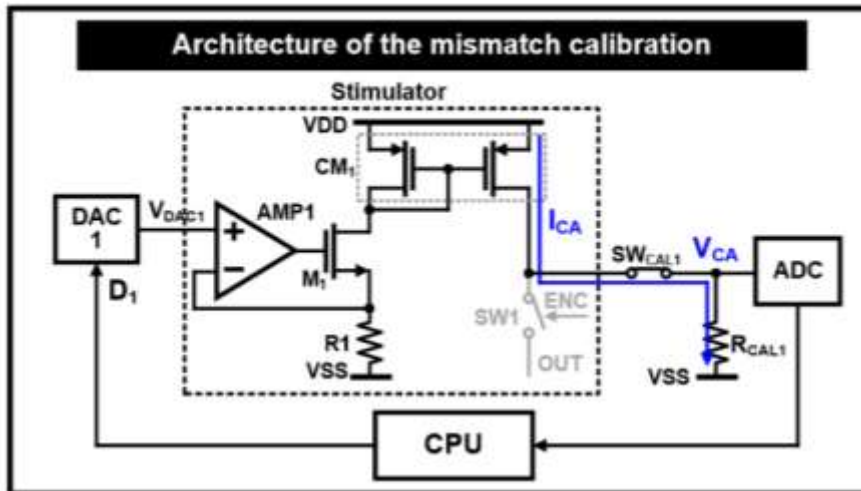 Architecture of the mismatch calibration
Stimulator
VDD
CM1
DAC
1
VDAC1
AMP1
+
−
M1
ICA
SWCAL1
VCA
ADC
D1
R1
VSS
SW1
ENC
OUT
RCAL1
VSS
CPU